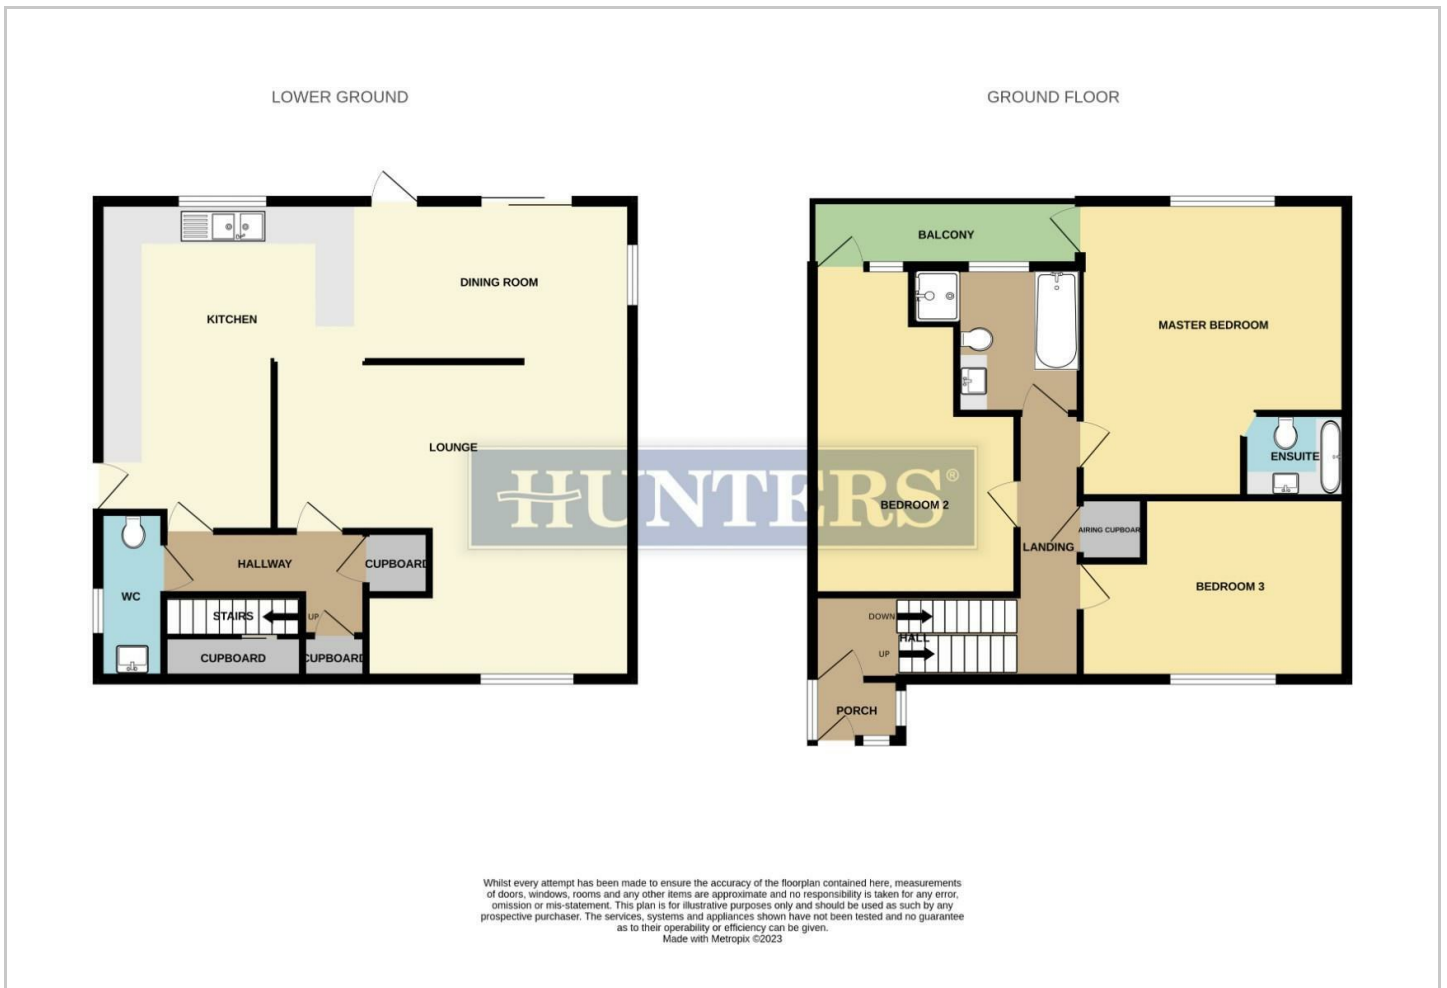 LOWER GROUND
GROUND FLOOR
KITCHEN
DINING ROOM
LOUNGE
HALLWAY
CUPBOARD
WC
STAIRS
UP
CUPBOARD
CUPBOARD
HUNTERS®
BALCONY
MASTER BEDROOM
ENSUITE
BEDROOM 2
AIRING CUPBOARD
LANDING
BEDROOM 3
DOWN
HALL
UP
PORCH
Whilst every attempt has been made to ensure the accuracy of the floorplan contained here, measurements
of doors, windows, rooms and any other items are approximate and no responsibility is taken for any error,
omission or mis-statement. This plan is for illustrative purposes only and should be used as such by any
prospective purchaser. The services, systems and appliances shown have not been tested and no guarantee
as to their operability or efficiency can be given.
Made with Metropix ©2023